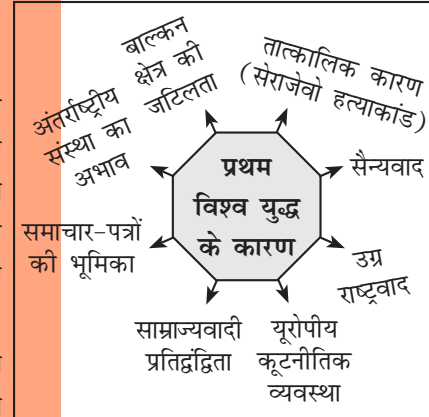 प्रथम
विश्व युद्ध
के कारण
बाल्कन
क्षेत्र की
जटिलता
तात्कालिक कारण
(सेराजेवो हत्याकांड)
सैन्यवाद
उग्र
राष्ट्रवाद
यूरोपीय
कूटनीतिक
व्यवस्था
साम्राज्यवादी
प्रतिद्वंद्विता
समाचार-पत्रों
की भूमिका
अंतर्राष्ट्रीय
संस्था का
अभाव